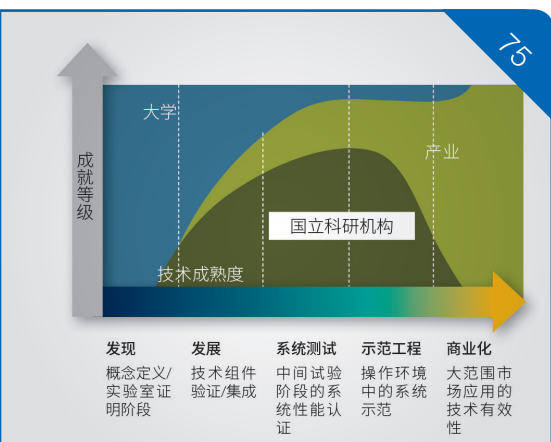 75
大学
产业
成就等级
国立科研机构
技术成熟度
发现
概念定义/
实验室证
明阶段
发展
技术组件
验证/集成
系统测试
中间试验
阶段的系
统性能认
证
示范工程
操作环境
中的系统
示范
商业化
大范围市
场应用的
技术有效
性